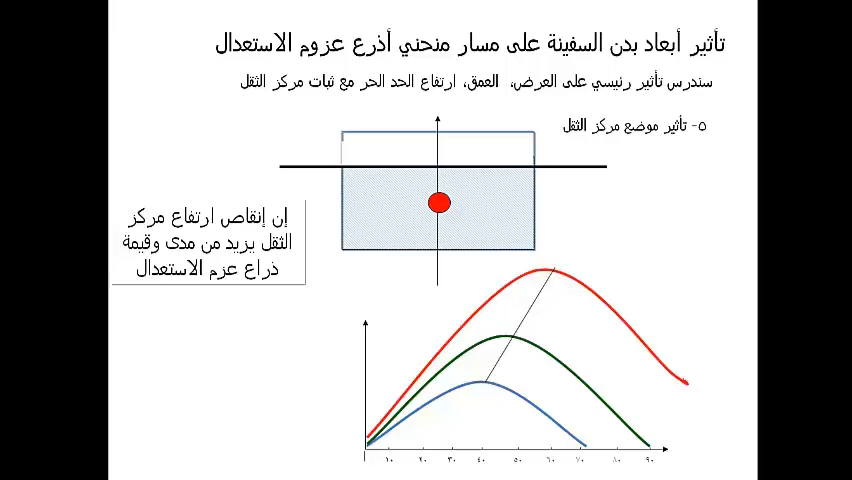 تأثير أبعاد بدن السفينة على مسار منحني أذرع عزوم الاستعدال
سندرس تأثير رئيسي على العرض، العمق، ارتفاع الحد الحر مع ثبات مركز الثقل
٥- تأثير موضع مركز الثقل
إن إنقاص ارتفاع مركز
الثقل يزيد من مدى وقيمة
ذراع عزم الاستعدال
١٠ ٢٠ ٣٠ ٤٠ ٥٠ ٦٠ ٧٠ ٨٠ ٩٠